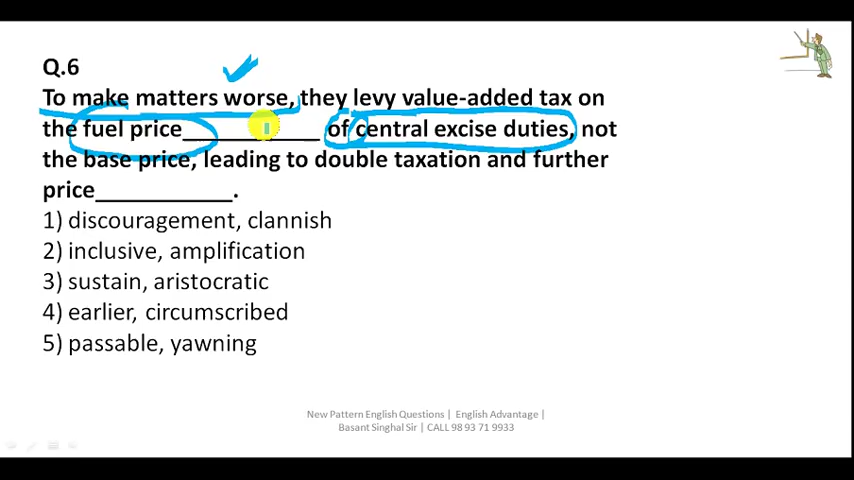 Q.6
To make matters worse, they levy value-added tax on
the fuel price____________ of central excise duties, not
the base price, leading to double taxation and further
price____________.
1) discouragement, clannish
2) inclusive, amplification
3) sustain, aristocratic
4) earlier, circumscribed
5) passable, yawning
New Pattern English Questions | English Advantage |
Basant Singhal Sir | CALL 98 93 71 9933